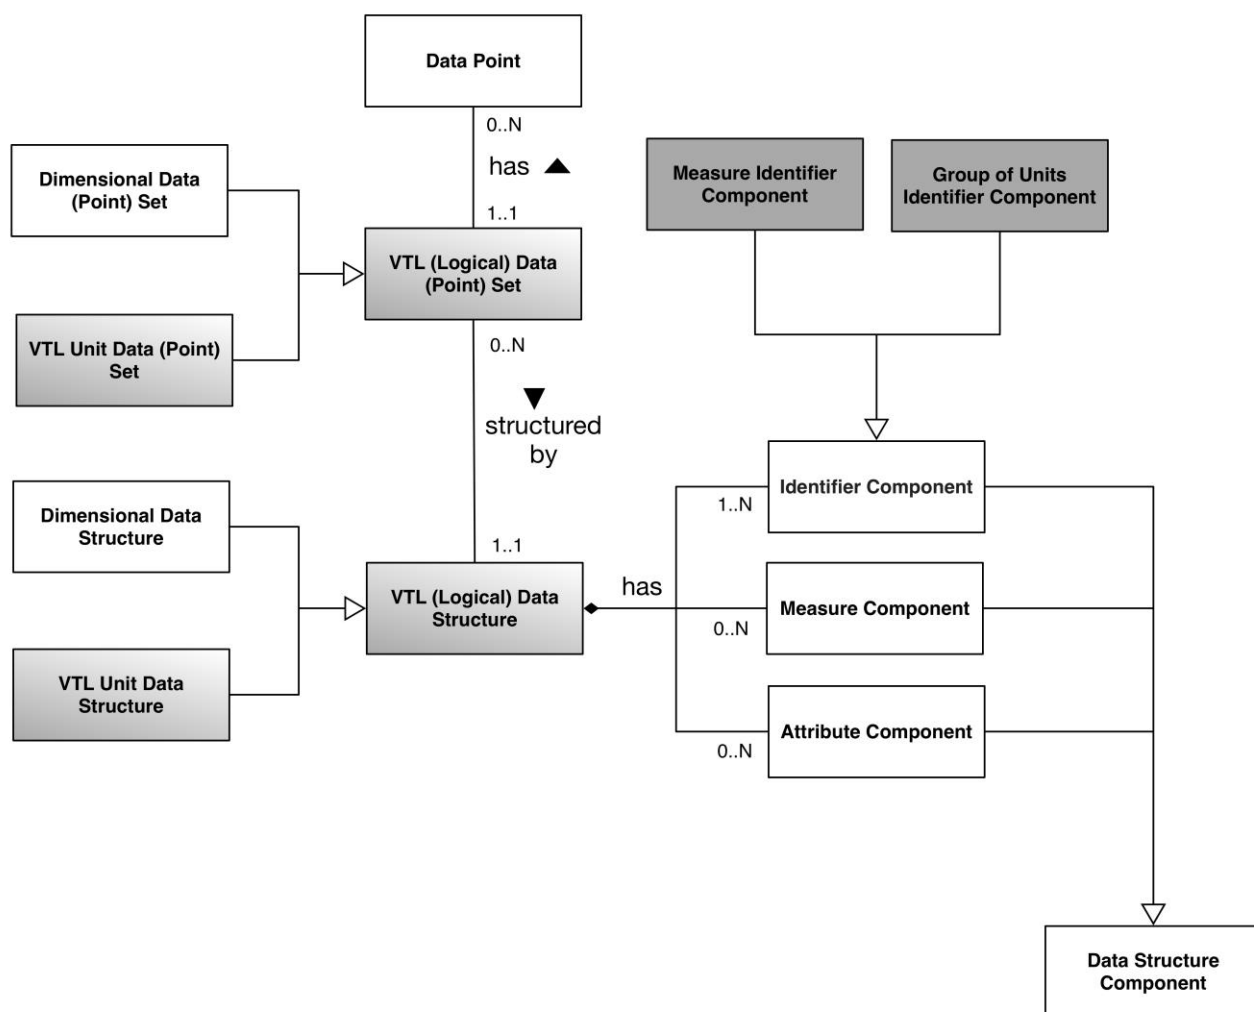 Data Point
0..N
has
1..1
Dimensional Data
(Point) Set
Measure Identifier
Component
Group of Units
Identifier Component
VTL (Logical) Data
(Point) Set
VTL Unit Data (Point)
Set
0..N
structured
by
1..1
Dimensional Data
Structure
Identifier Component
1..N
VTL (Logical) Data
Structure
has
Measure Component
0..N
VTL Unit Data
Structure
Attribute Component
0..N
Data Structure
Component